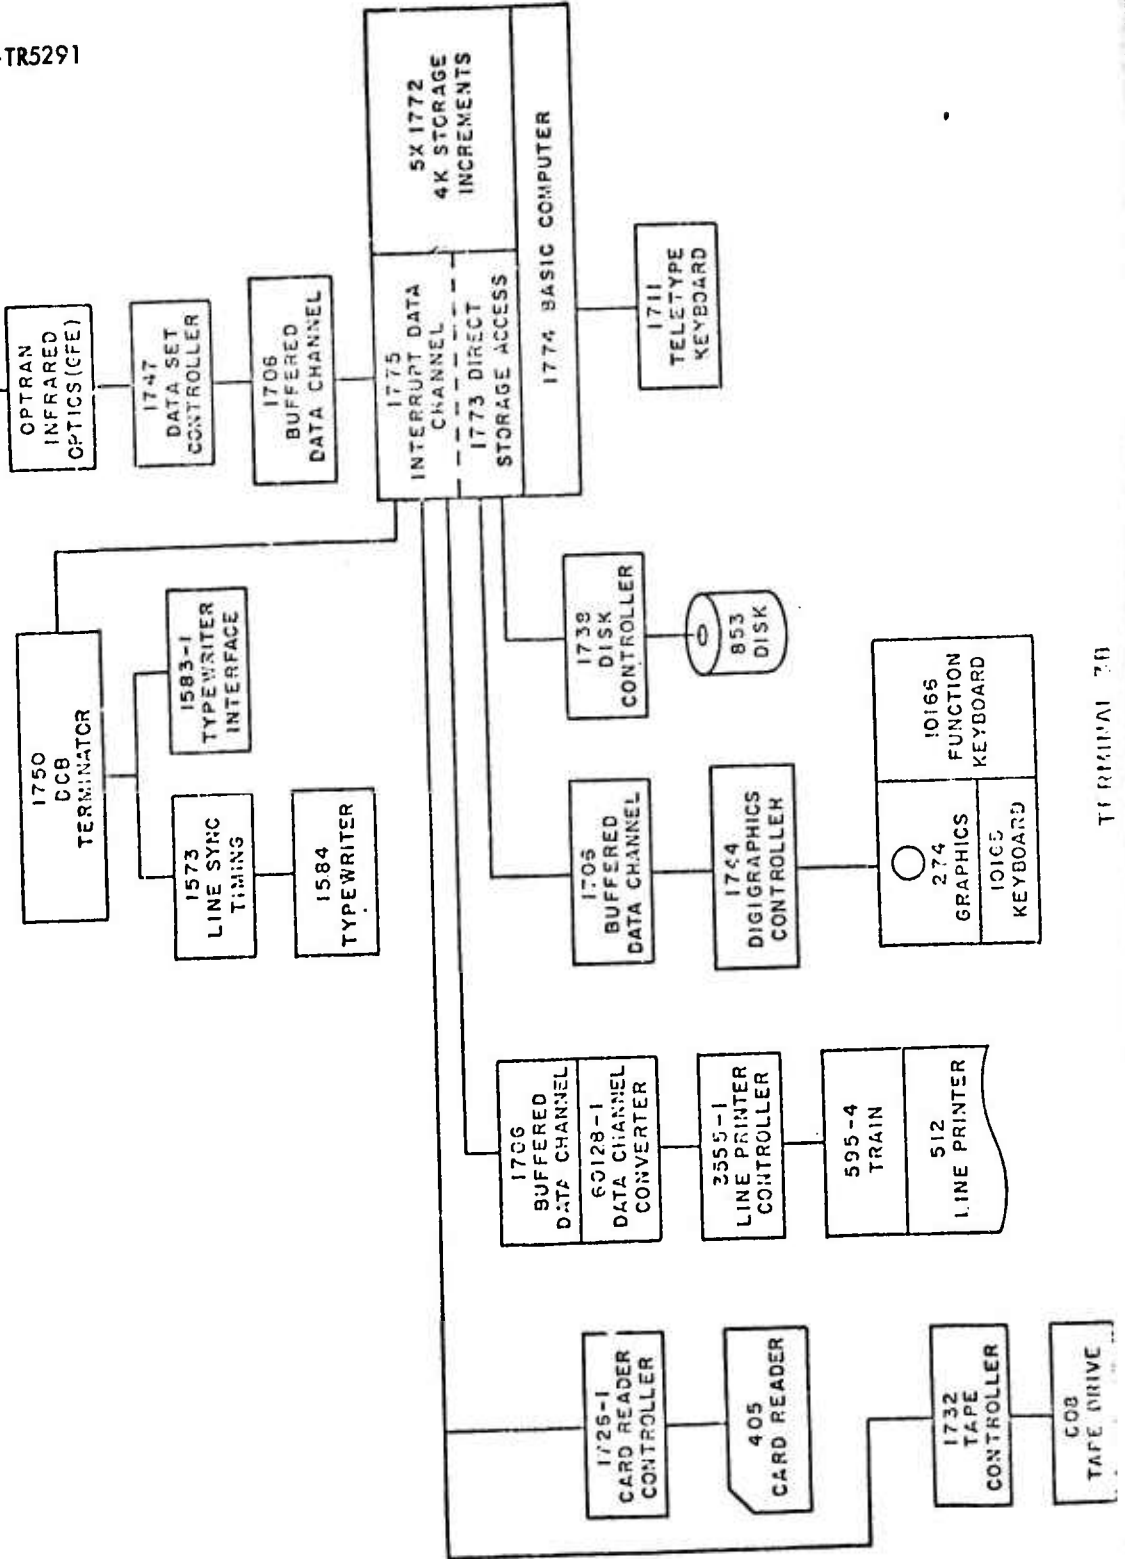 -TR5291
OPTRAN
INFRARED
OPTICS (GFE)
1747
DATA SET
CONTROLLER
1706
BUFFERED
DATA CHANNEL
1775
INTERRUPT DATA
CHANNEL
1773 DIRECT
STORAGE ACCESS
5X 1772
4K STORAGE
INCREMENTS
1774 BASIC COMPUTER
1711
TELETYPE
KEYBOARD
1750
DCB
TERMINATOR
1583-1
TYPEWRITER
INTERFACE
1573
LINE SYNC
TIMING
1584
TYPEWRITER
1738
DISK
CONTROLLER
853
DISK
1706
BUFFERED
DATA CHANNEL
1744
DIGIGRAPHICS
CONTROLLER
274
GRAPHICS
10165
KEYBOARD
10166
FUNCTION
KEYBOARD
1706
BUFFERED
DATA CHANNEL
60128-1
DATA CHANNEL
CONVERTER
3555-1
LINE PRINTER
CONTROLLER
595-4
TRAIN
512
LINE PRINTER
1726-1
CARD READER
CONTROLLER
405
CARD READER
1732
TAPE
CONTROLLER
608
TAPE DRIVE
TERMINAL